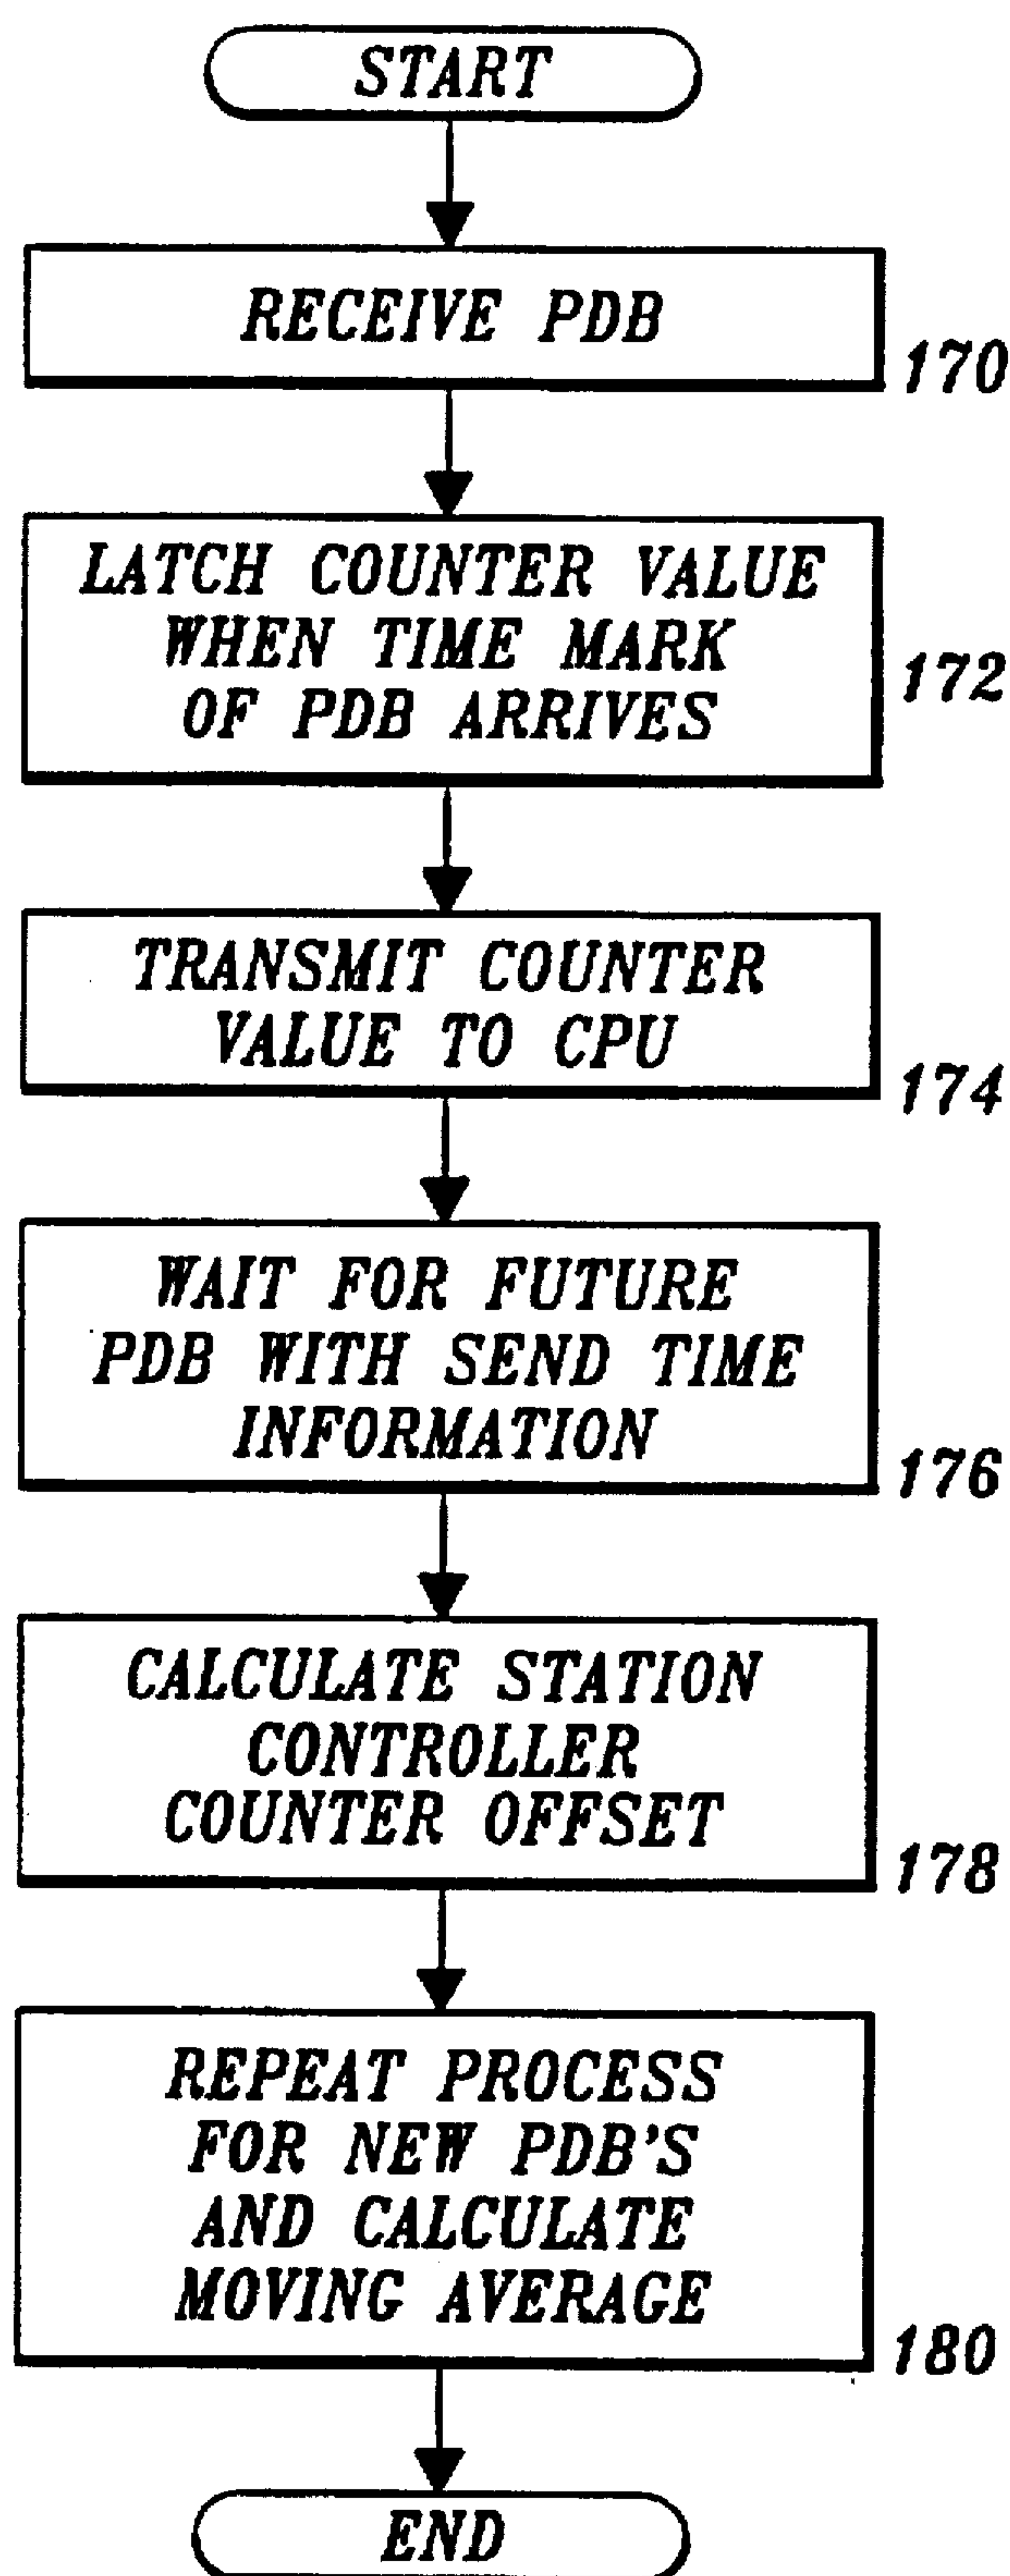 START
RECEIVE PDB
170
LATCH COUNTER VALUE
WHEN TIME MARK
OF PDB ARRIVES
172
TRANSMIT COUNTER
VALUE TO CPU
174
WAIT FOR FUTURE
PDB WITH SEND TIME
INFORMATION
176
CALCULATE STATION
CONTROLLER
COUNTER OFFSET
178
REPEAT PROCESS
FOR NEW PDB'S
AND CALCULATE
MOVING AVERAGE
180
END